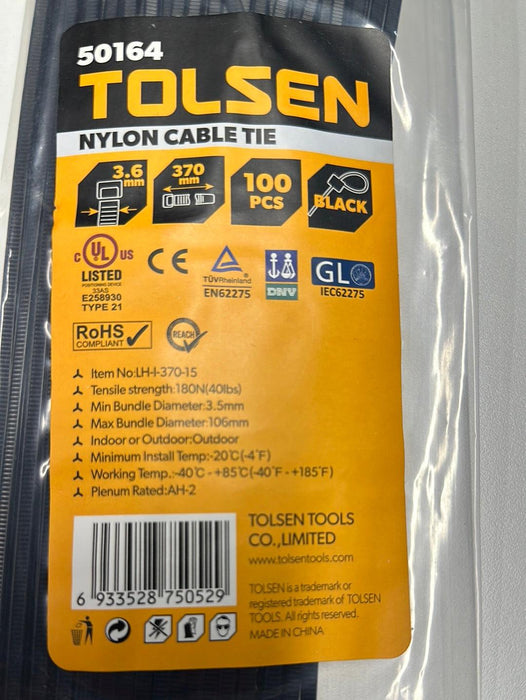 50164
TOLSEN
NYLON CABLE TIE
3.6 mm
370 mm
100 PCS
BLACK
c UL US
LISTED
POSITIONING DEVICE
33AS
E258930
TYPE 21
CE
TÜVRheinland
EN62275
DNV
GL
IEC62275
RoHS
COMPLIANT
REACH
Item No:LH-I-370-15
Tensile strength:180N(40lbs)
Min Bundle Diameter:3.5mm
Max Bundle Diameter:106mm
Indoor or Outdoor:Outdoor
Minimum Install Temp:-20℃(-4℉)
Working Temp.:-40℃ - +85℃(-40℉ - +185℉)
Plenum Rated:AH-2
6 933528 750529
TOLSEN TOOLS
CO.,LIMITED
www.tolsentools.com
TOLSEN is a trademark or
registered trademark of TOLSEN
TOOLS. All rights reserved.
MADE IN CHINA